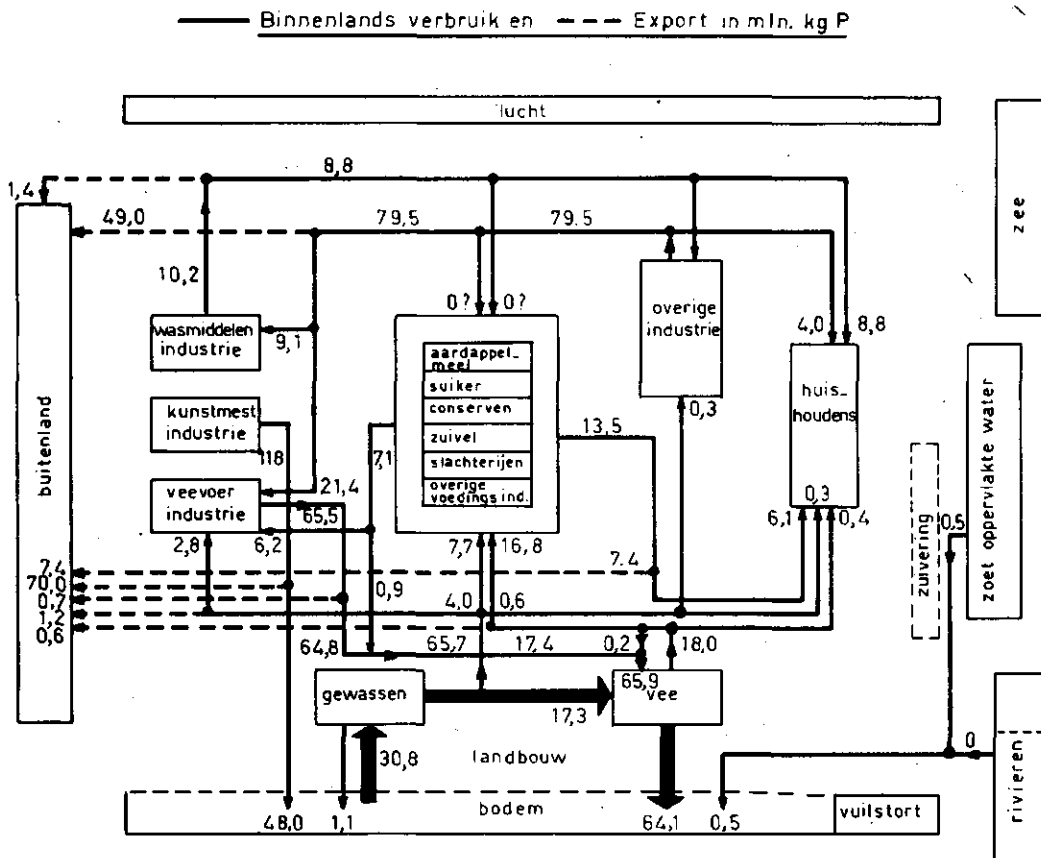 Binnenlands verbruik en Export in mln. kg P
lucht
8,8
1,4
49,0
79,5
79.5
zee
10,2
0?
0?
overige
industrie
wasmiddelen
industrie
9,1
4,0
8,8
aardappel_
meel
suiker
conserven
zuivel
slachterijen
overige
voedings ind.
huis_
houdens
kunstmest
industrie
118
7,1
13,5
0,3
buitenland
veevoer
industrie
21,4
65,5
0,3
6,1
0,4
2,8
6,2
7,7
16,8
zuivering
0,5
zoet oppervlakte water
7,4
70,0
0,7
1,2
0,6
7.4
0,9
4,0
0,6
64,8
65,7
17,4
0,2
18,0
gewassen
65,9
vee
17,3
30,8
landbouw
0
rivieren
bodem
vuilstort
48,0
1,1
64,1
0,5